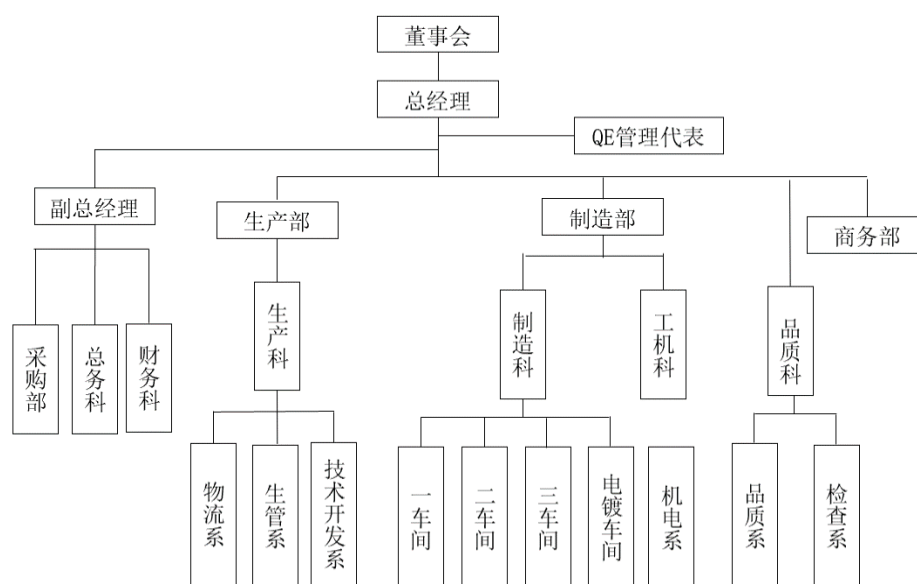 董事会
总经理
QE管理代表
副总经理
生产部
制造部
商务部
采购部
总务科
财务科
生产科
制造科
工机科
品质科
物流系
生管系
技术开发系
一车间
二车间
三车间
电镀车间
机电系
品质系
检查系